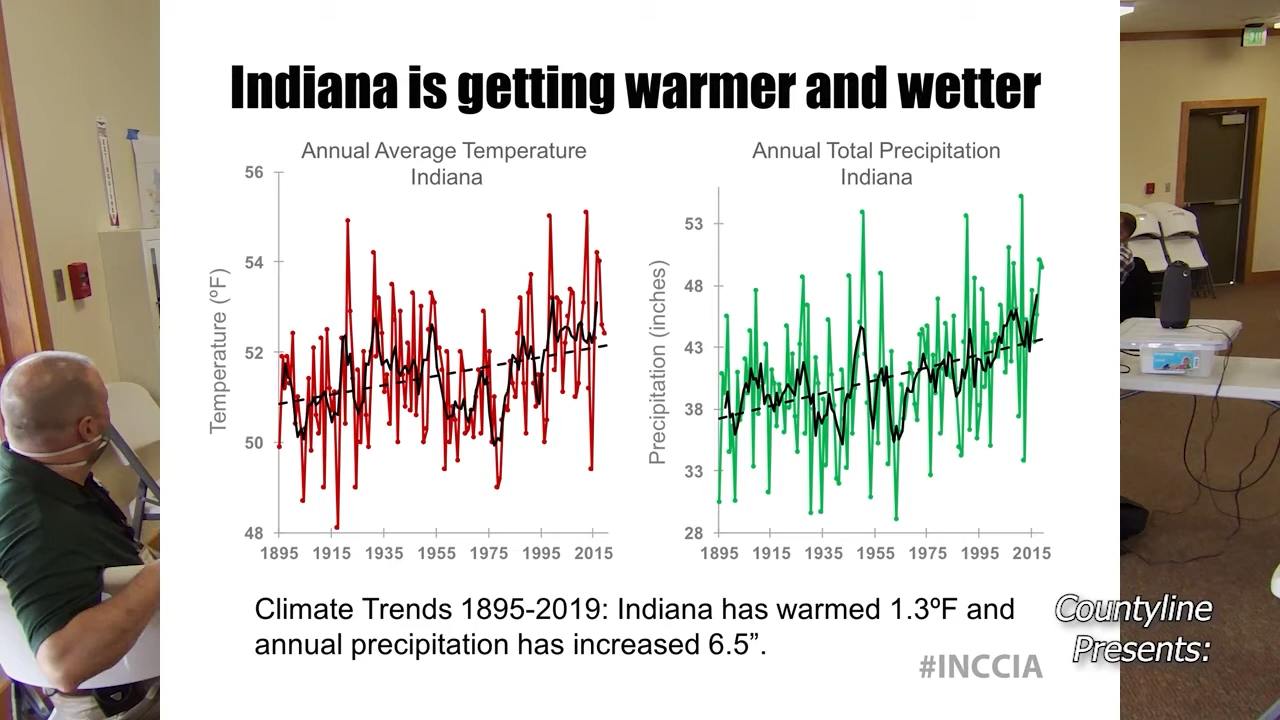 Indiana is getting warmer and wetter
Annual Average Temperature
Indiana
56
54
52
50
48
Temperature (ºF)
1895 1915 1935 1955 1975 1995 2015
Annual Total Precipitation
Indiana
53
48
43
38
33
28
Precipitation (inches)
1895 1915 1935 1955 1975 1995 2015
Climate Trends 1895-2019: Indiana has warmed 1.3ºF and
annual precipitation has increased 6.5”.
#INCCIA
Countyline
Presents: